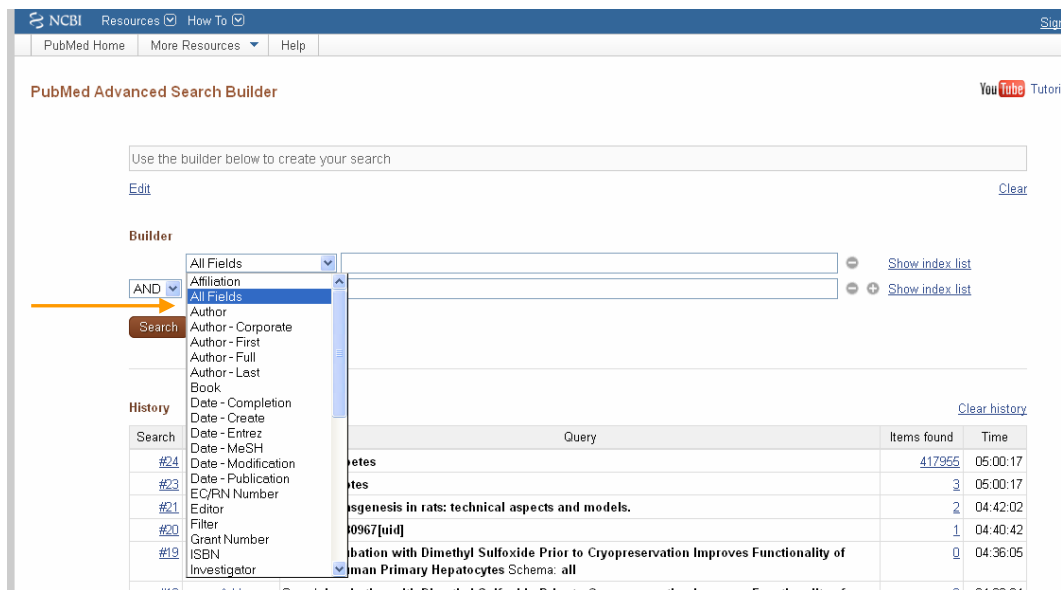 NCBI Resources How To Sign
PubMed Home More Resources Help
PubMed Advanced Search Builder
You Tube Tutori
Use the builder below to create your search
Edit Clear
Builder
All Fields Show index list
AND Show index list
Affiliation
All Fields
Author
Author - Corporate
Author - First
Author - Full
Author - Last
Book
Date - Completion
Date - Create
Date - Entrez
Date - MeSH
Date - Modification
Date - Publication
EC/RN Number
Editor
Filter
Grant Number
ISBN
Investigator
Search
History Clear history
Search Query Items found Time
#24 betes 417955 05:00:17
#23 tes 3 05:00:17
#21 nsgenesis in rats: technical aspects and models. 2 04:42:02
#20 80967[uid] 1 04:40:42
#19 bation with Dimethyl Sulfoxide Prior to Cryopreservation Improves Functionality of 0 04:36:05
uman Primary Hepatocytes Schema: all